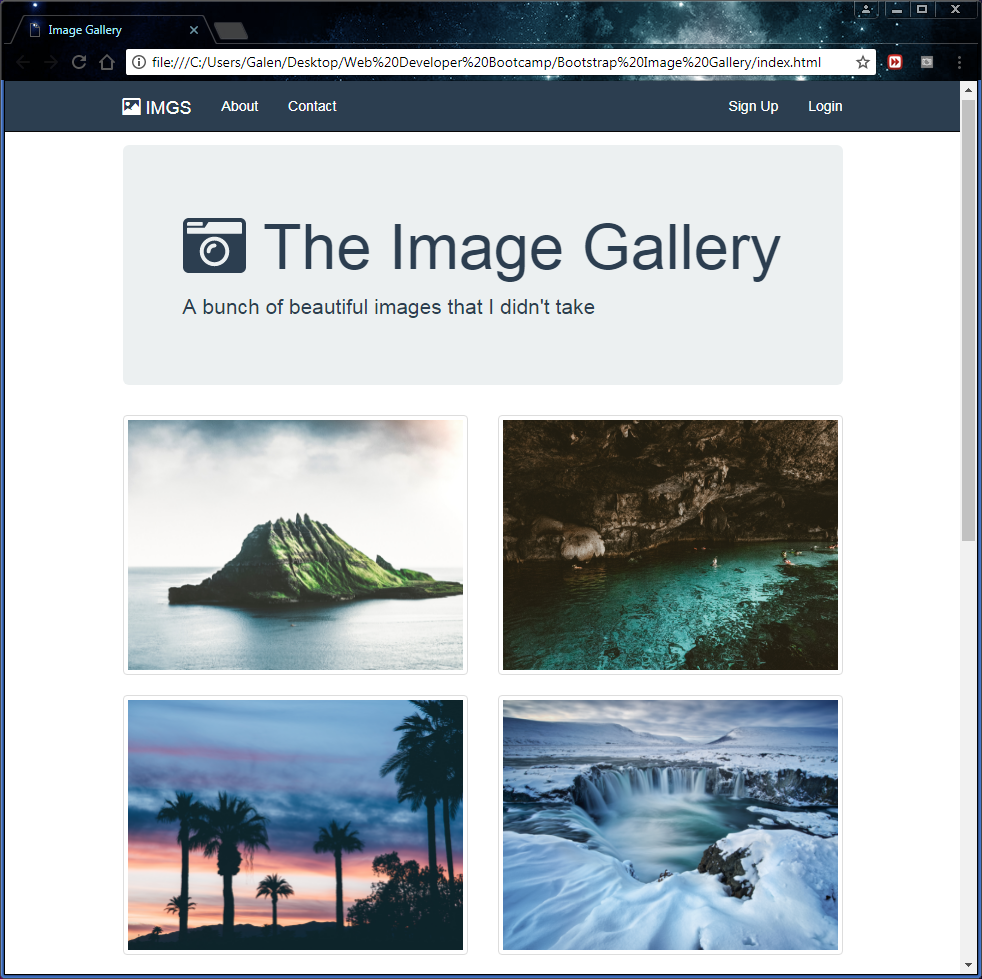 Image Gallery
file:///C:/Users/Galen/Desktop/Web%20Developer%20Bootcamp/Bootstrap%20Image%20Gallery/index.html
IMGS About Contact Sign Up Login
The Image Gallery
A bunch of beautiful images that I didn't take